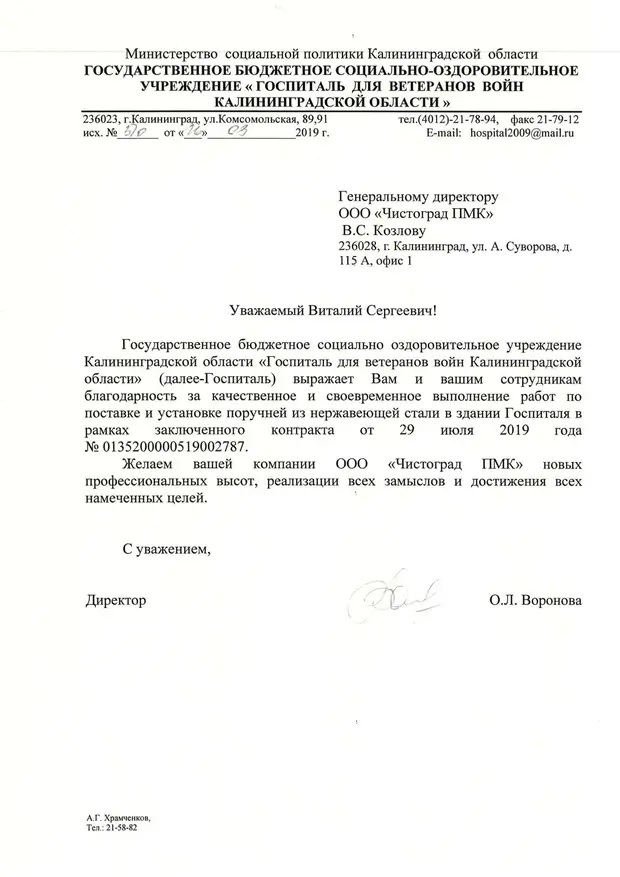 Министерство социальной политики Калининградской области
ГОСУДАРСТВЕННОЕ БЮДЖЕТНОЕ СОЦИАЛЬНО-ОЗДОРОВИТЕЛЬНОЕ
УЧРЕЖДЕНИЕ « ГОСПИТАЛЬ ДЛЯ ВЕТЕРАНОВ ВОЙН
КАЛИНИНГРАДСКОЙ ОБЛАСТИ »
236023, г.Калининград, ул.Комсомольская, 89,91 тел.(4012)-21-78-94, факс 21-79-12
исх. № от « » 03 2019 г. E-mail: hospital2009@mail.ru
Генеральному директору
ООО «Чистоград ПМК»
В.С. Козлову
236028, г. Калининград, ул. А. Суворова, д.
115 А, офис 1
Уважаемый Виталий Сергеевич!
Государственное бюджетное социально оздоровительное учреждение
Калининградской области «Госпиталь для ветеранов войн Калининградской
области» (далее-Госпиталь) выражает Вам и вашим сотрудникам
благодарность за качественное и своевременное выполнение работ по
поставке и установке поручней из нержавеющей стали в здании Госпиталя в
рамках заключенного контракта от 29 июля 2019 года
№ 0135200000519002787.
Желаем вашей компании ООО «Чистоград ПМК» новых
профессиональных высот, реализации всех замыслов и достижения всех
намеченных целей.
С уважением,
Директор О.Л. Воронова
А.Г. Храмченков,
Тел.: 21-58-82